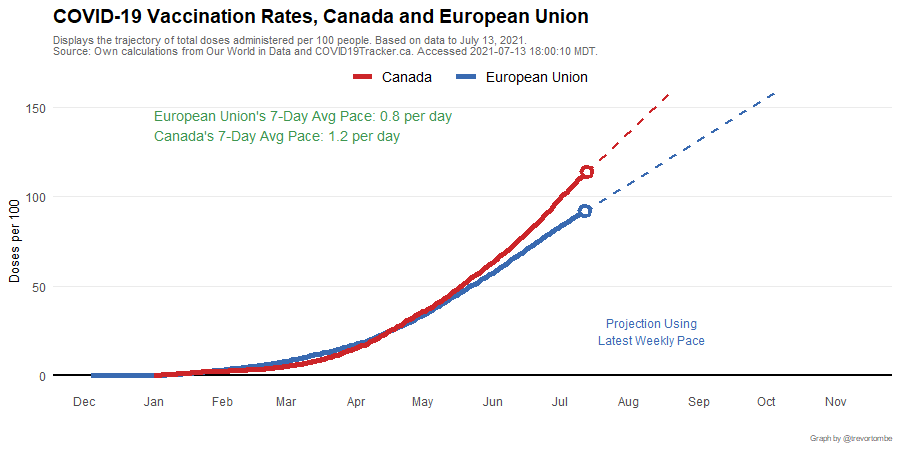 COVID-19 Vaccination Rates, Canada and European Union
Displays the trajectory of total doses administered per 100 people. Based on data to July 13, 2021.
Source: Own calculations from Our World in Data and COVID19Tracker.ca. Accessed 2021-07-13 18:00:10 MDT.
Canada
European Union
European Union's 7-Day Avg Pace: 0.8 per day
Canada's 7-Day Avg Pace: 1.2 per day
Doses per 100
150
100
50
0
Projection Using
Latest Weekly Pace
Dec Jan Feb Mar Apr May Jun Jul Aug Sep Oct Nov
Graph by @trevortombe